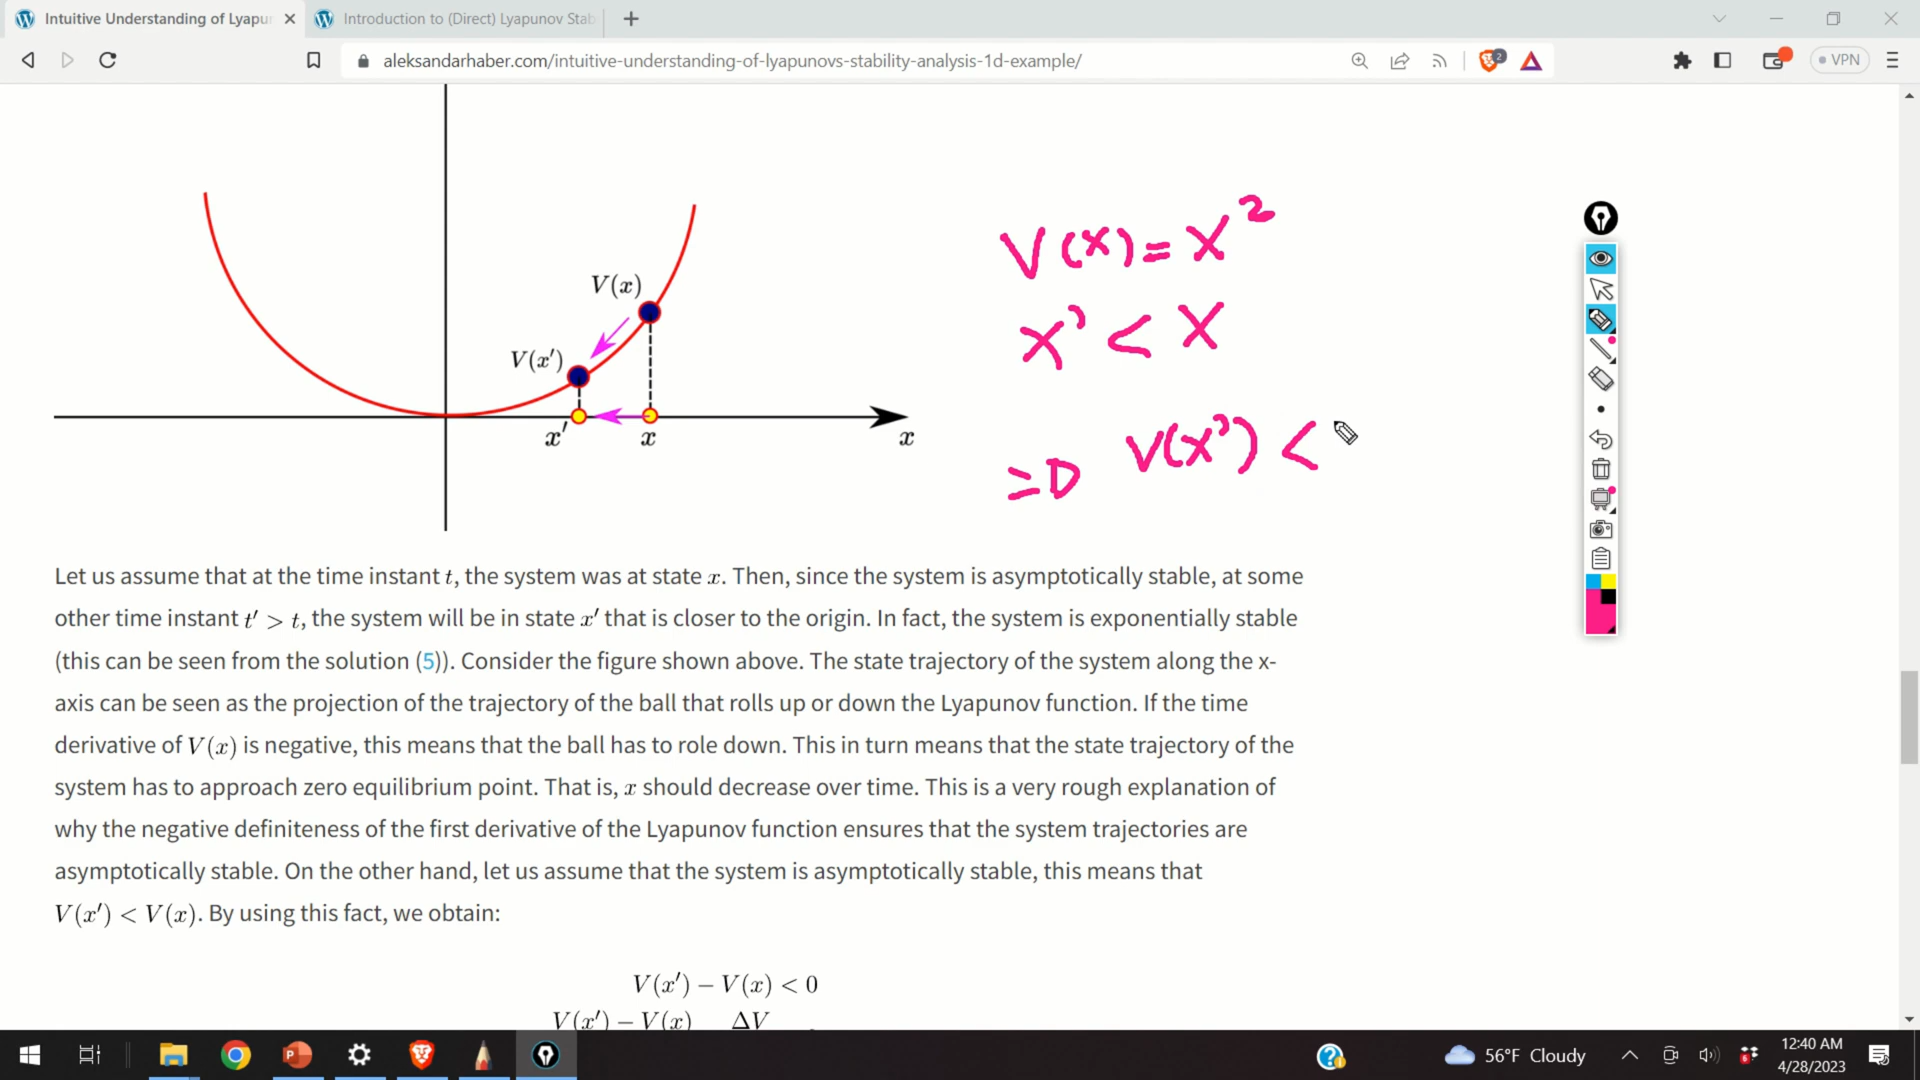 Intuitive Understanding of Lyapun
Introduction to (Direct) Lyapunov Stab
aleksandarhaber.com/intuitive-understanding-of-lyapunovs-stability-analysis-1d-example/
2
VPN
V(x)
V(x′)
x′
x
x
V(x)=x²
x' < x
=D V(x') <
Let us assume that at the time instant t, the system was at state x. Then, since the system is asymptotically stable, at some
other time instant t′ > t, the system will be in state x′ that is closer to the origin. In fact, the system is exponentially stable
(this can be seen from the solution (5)). Consider the figure shown above. The state trajectory of the system along the x-
axis can be seen as the projection of the trajectory of the ball that rolls up or down the Lyapunov function. If the time
derivative of V(x) is negative, this means that the ball has to role down. This in turn means that the state trajectory of the
system has to approach zero equilibrium point. That is, x should decrease over time. This is a very rough explanation of
why the negative definiteness of the first derivative of the Lyapunov function ensures that the system trajectories are
asymptotically stable. On the other hand, let us assume that the system is asymptotically stable, this means that
V(x′) < V(x). By using this fact, we obtain:
V(x′) − V(x) < 0
V(x′) − V(x) ΔV
56°F Cloudy
12:40 AM
4/28/2023